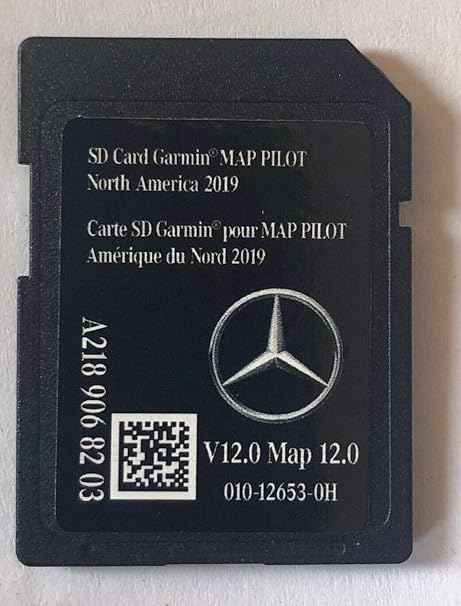 SD Card Garmin® MAP PILOT
North America 2019
Carte SD Garmin® pour MAP PILOT
Amérique du Nord 2019
A218 906 82 03
V12.0 Map 12.0
010-12653-0H